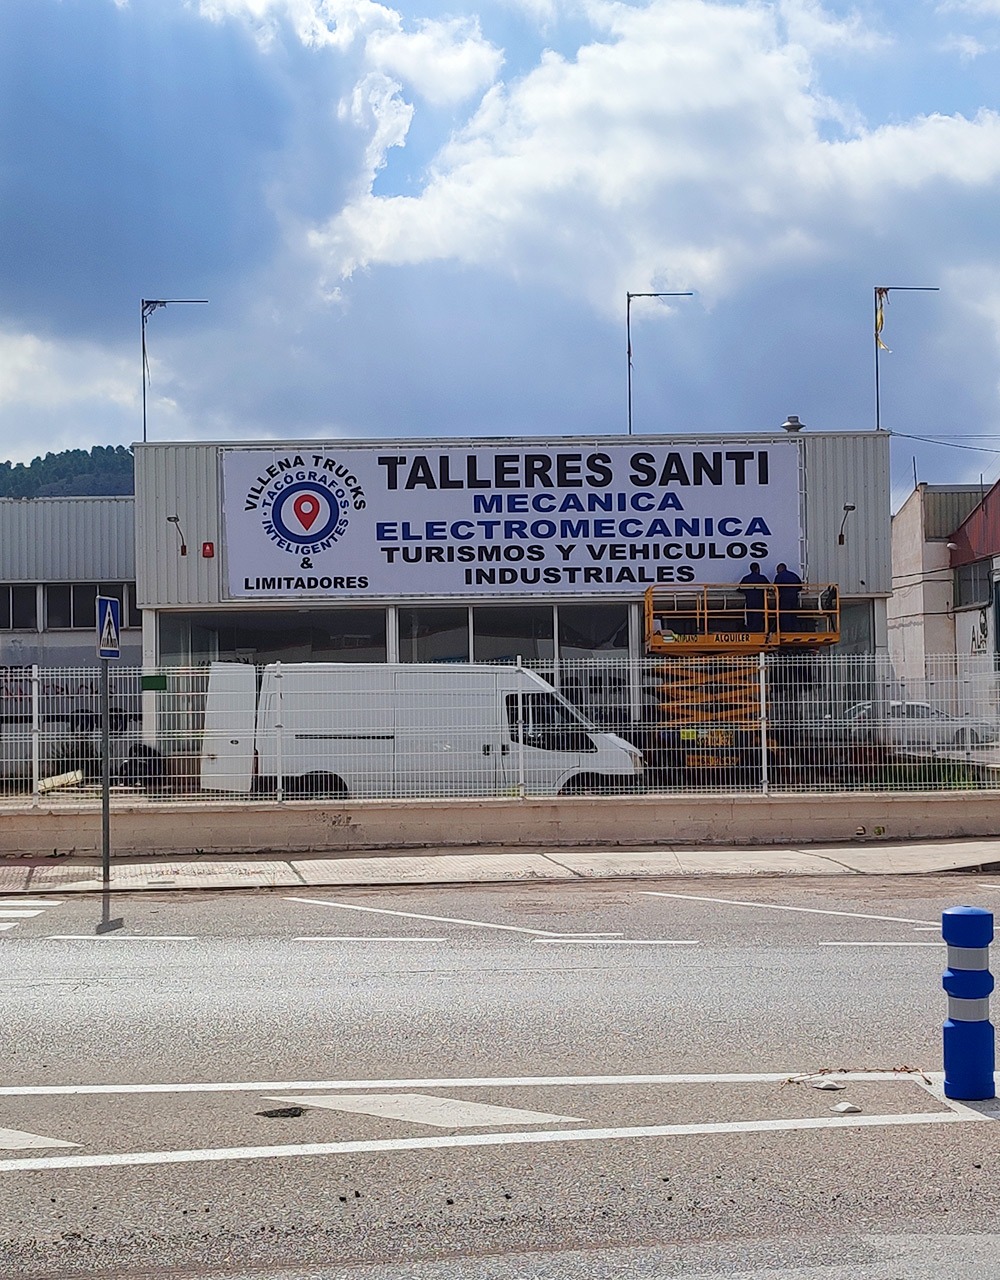 VILLENA TRUCKS
·TACÓGRAFOS·
INTELIGENTES
&
LIMITADORES
TALLERES SANTI
MECANICA
ELECTROMECANICA
TURISMOS Y VEHICULOS
INDUSTRIALES
ALQUILER